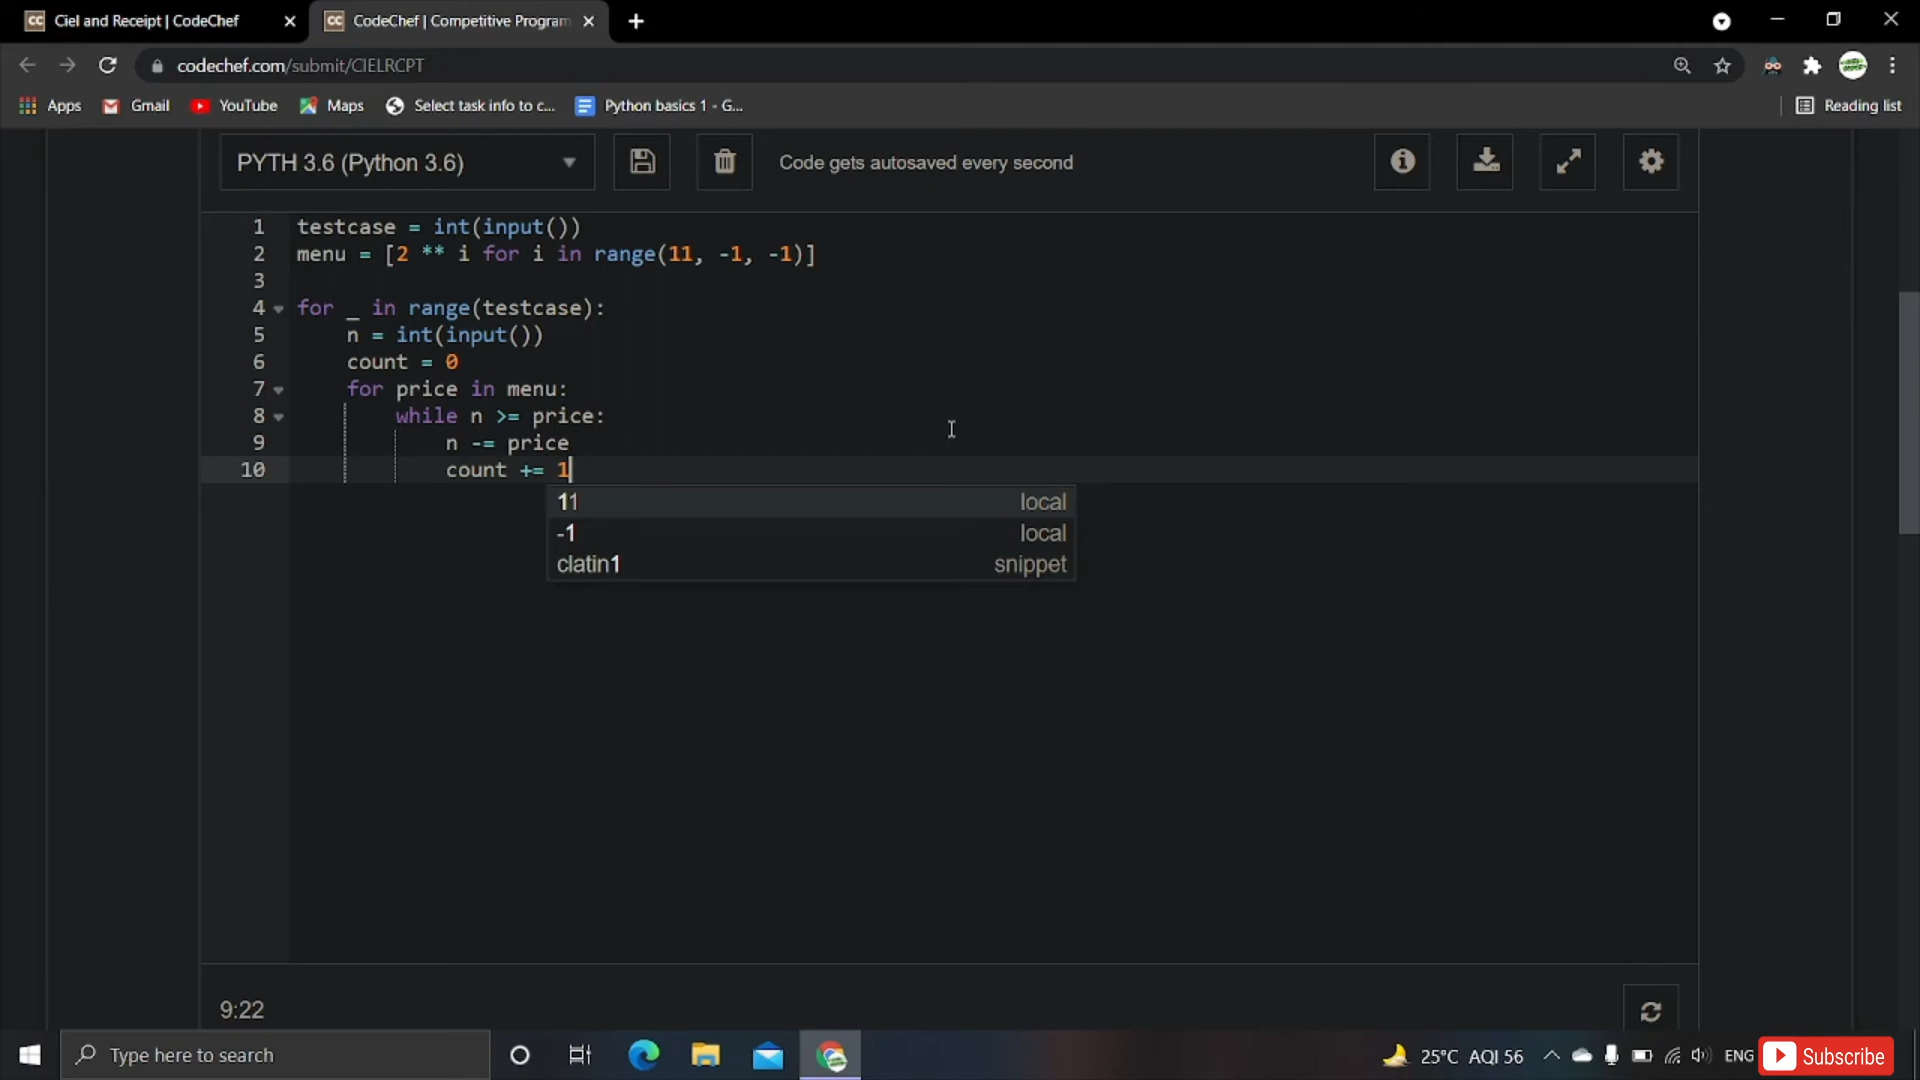 Ciel and Receipt | CodeChef
CodeChef | Competitive Program
codechef.com/submit/CIELRCPT
Apps Gmail YouTube Maps Select task info to c... Python basics 1 - G... Reading list
PYTH 3.6 (Python 3.6) Code gets autosaved every second
1 testcase = int(input())
2 menu = [2 ** i for i in range(11, -1, -1)]
3
4 for _ in range(testcase):
5 n = int(input())
6 count = 0
7 for price in menu:
8 while n >= price:
9 n -= price
10 count += 1
11 local
-1 local
clatin1 snippet
9:22
Type here to search 25°C AQI 56 ENG Subscribe